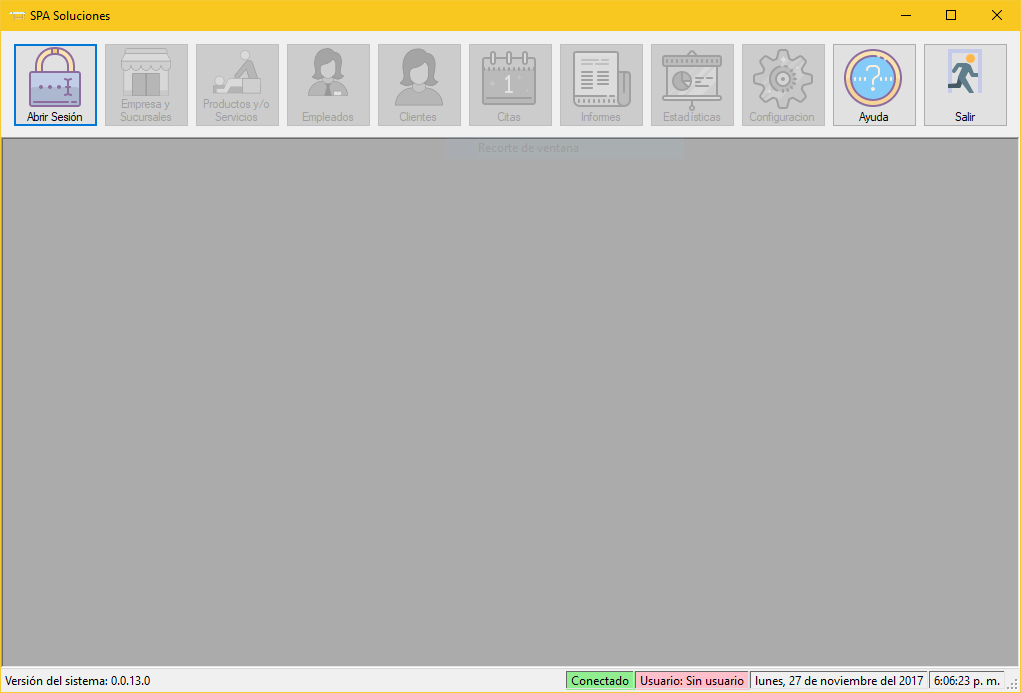 SPA Soluciones
Abrir Sesión
Empresa y
Sucursales
Productos y/o
Servicios
Empleados
Clientes
1
Citas
Informes
Estadísticas
Configuracion
?
Ayuda
Salir
Recorte de ventana
Versión del sistema: 0.0.13.0
Conectado
Usuario: Sin usuario
lunes, 27 de noviembre del 2017
6:06:23 p. m.